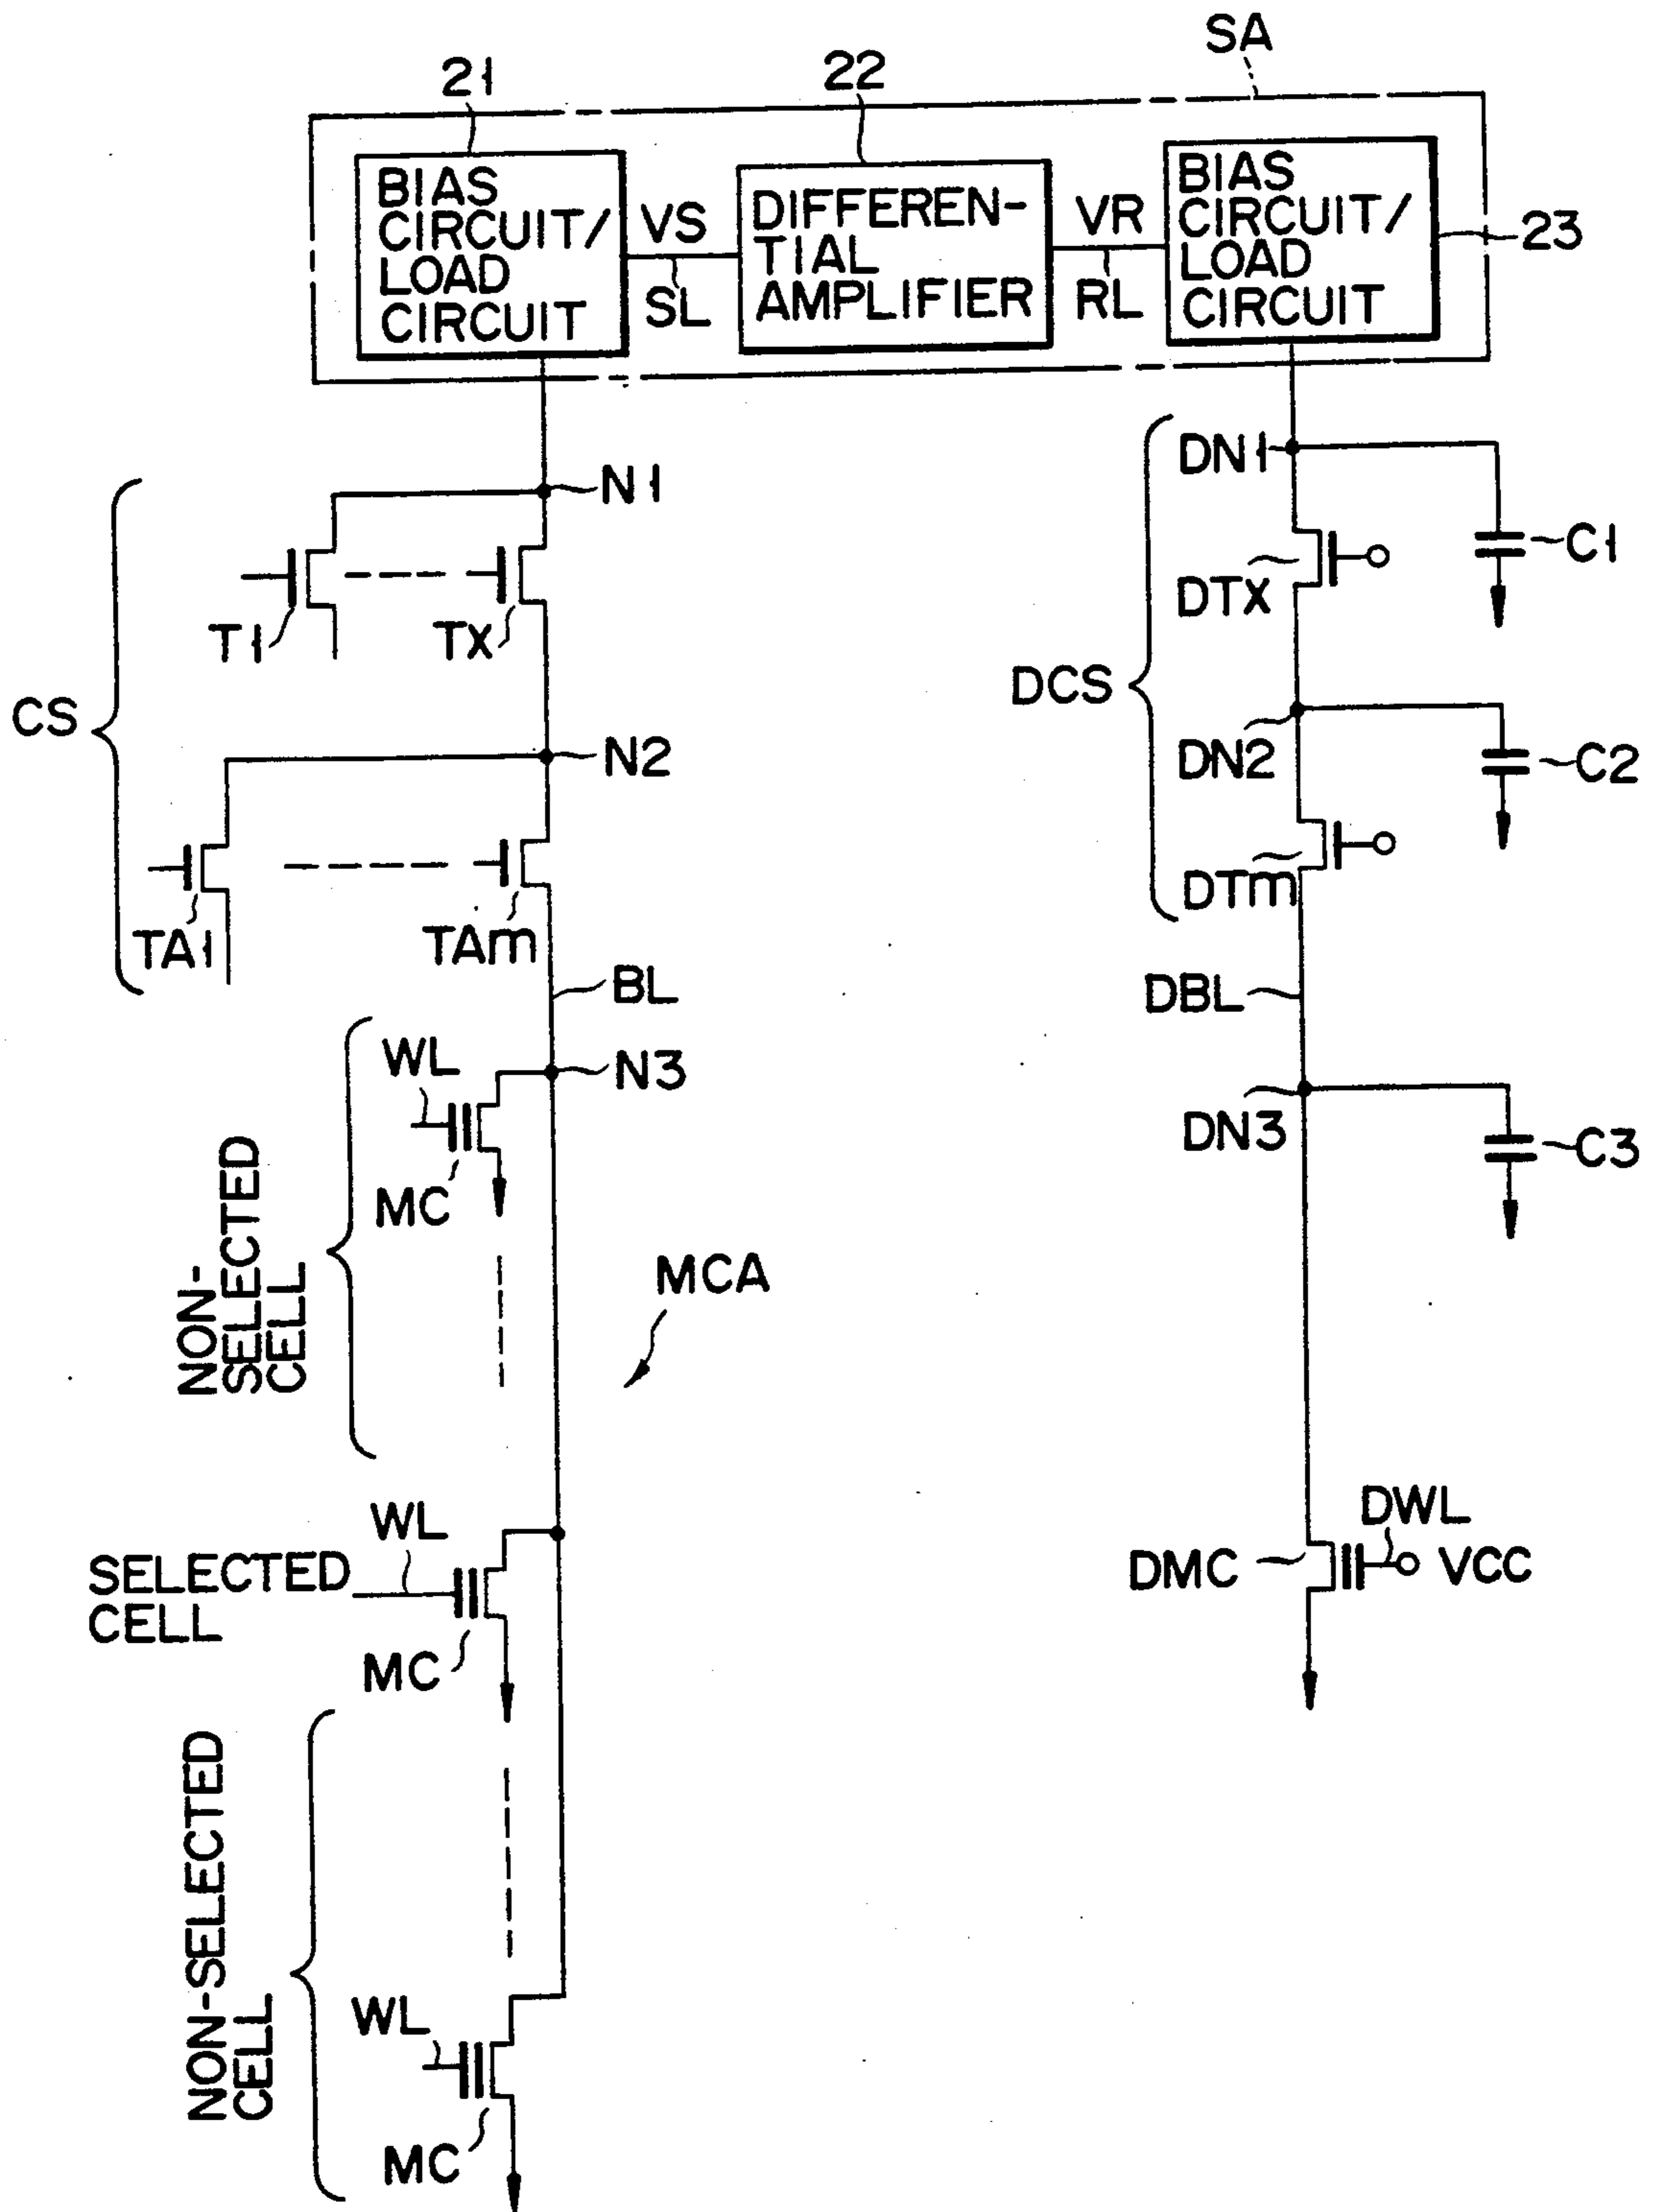 SA
21
22
BIAS
CIRCUIT/
LOAD
CIRCUIT
VS
SL
DIFFEREN-
TIAL
AMPLIFIER
VR
RL
BIAS
CIRCUIT/
LOAD
CIRCUIT
23
N1
DN1
C1
T1
TX
DTX
CS
DCS
N2
DN2
C2
TA1
TAm
DTm
BL
DBL
WL
N3
DN3
C3
MC
NON-
SELECTED
CELL
MCA
WL
SELECTED
CELL
MC
DWL
DMC
VCC
NON-SELECTED
CELL
WL
MC